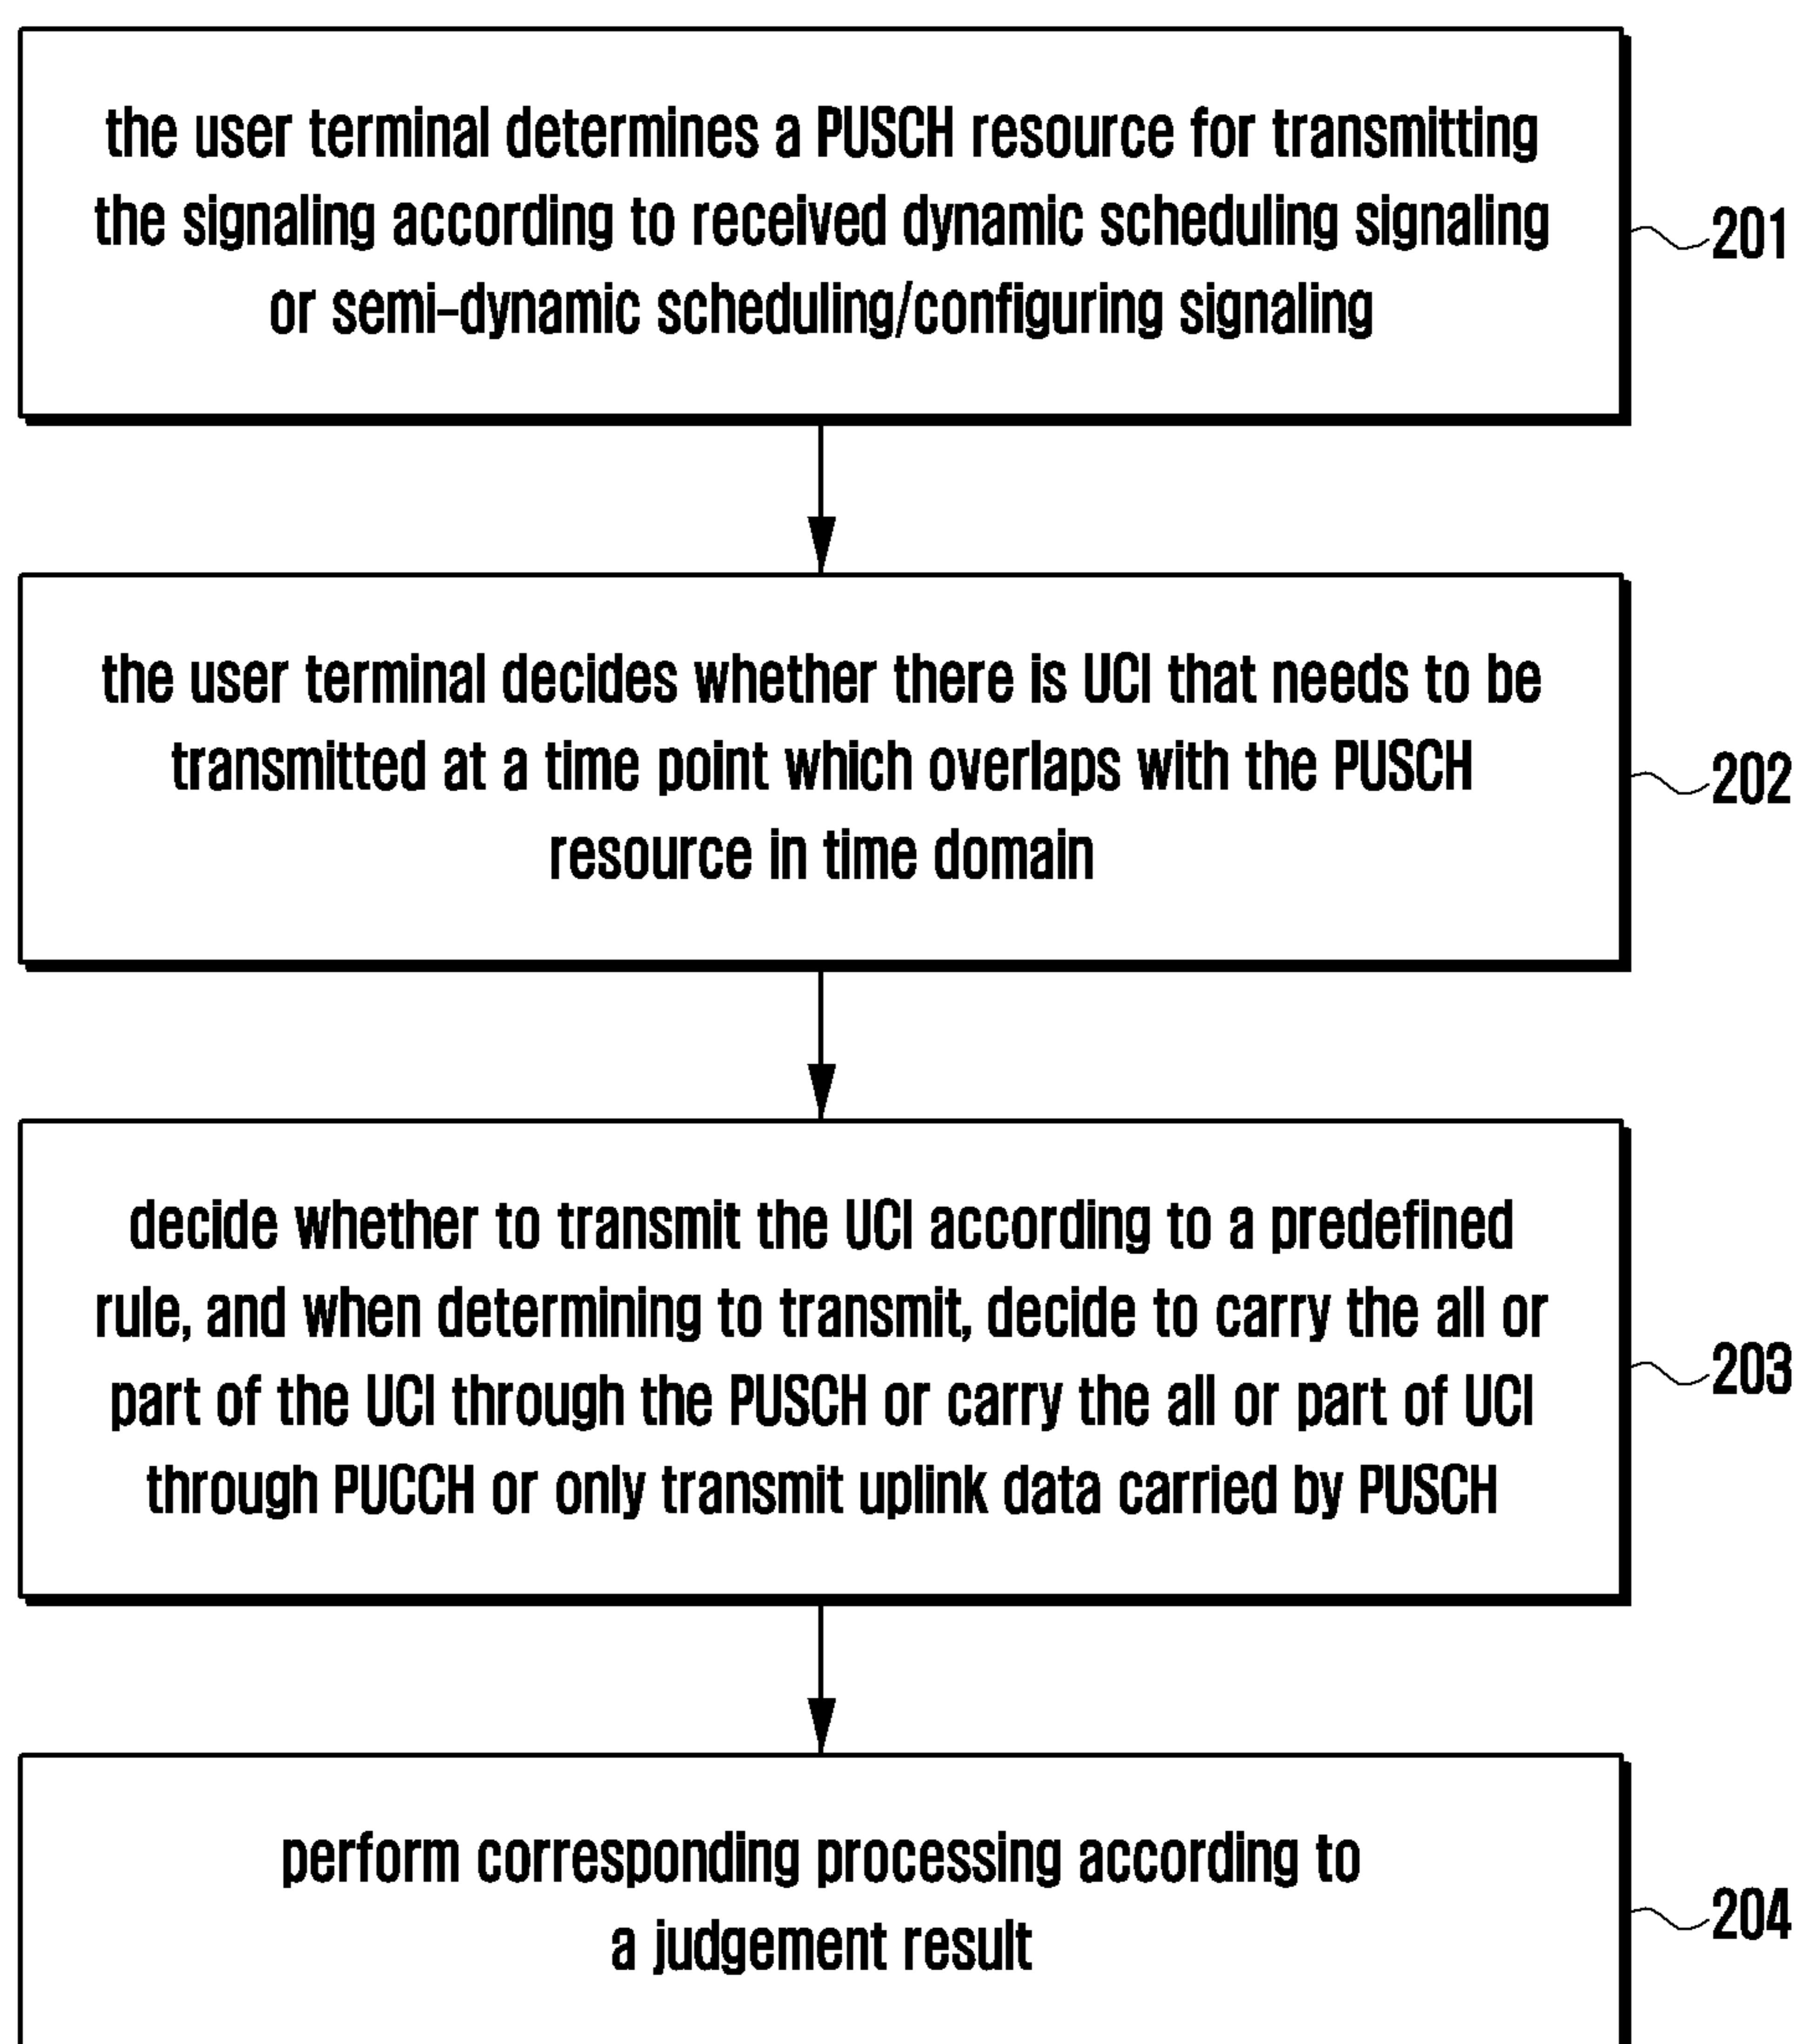 the user terminal determines a PUSCH resource for transmitting
the signaling according to received dynamic scheduling signaling
or semi-dynamic scheduling/configuring signaling
201
the user terminal decides whether there is UCI that needs to be
transmitted at a time point which overlaps with the PUSCH
resource in time domain
202
decide whether to transmit the UCI according to a predefined
rule, and when determining to transmit, decide to carry the all or
part of the UCI through the PUSCH or carry the all or part of UCI
through PUCCH or only transmit uplink data carried by PUSCH
203
perform corresponding processing according to
a judgement result
204